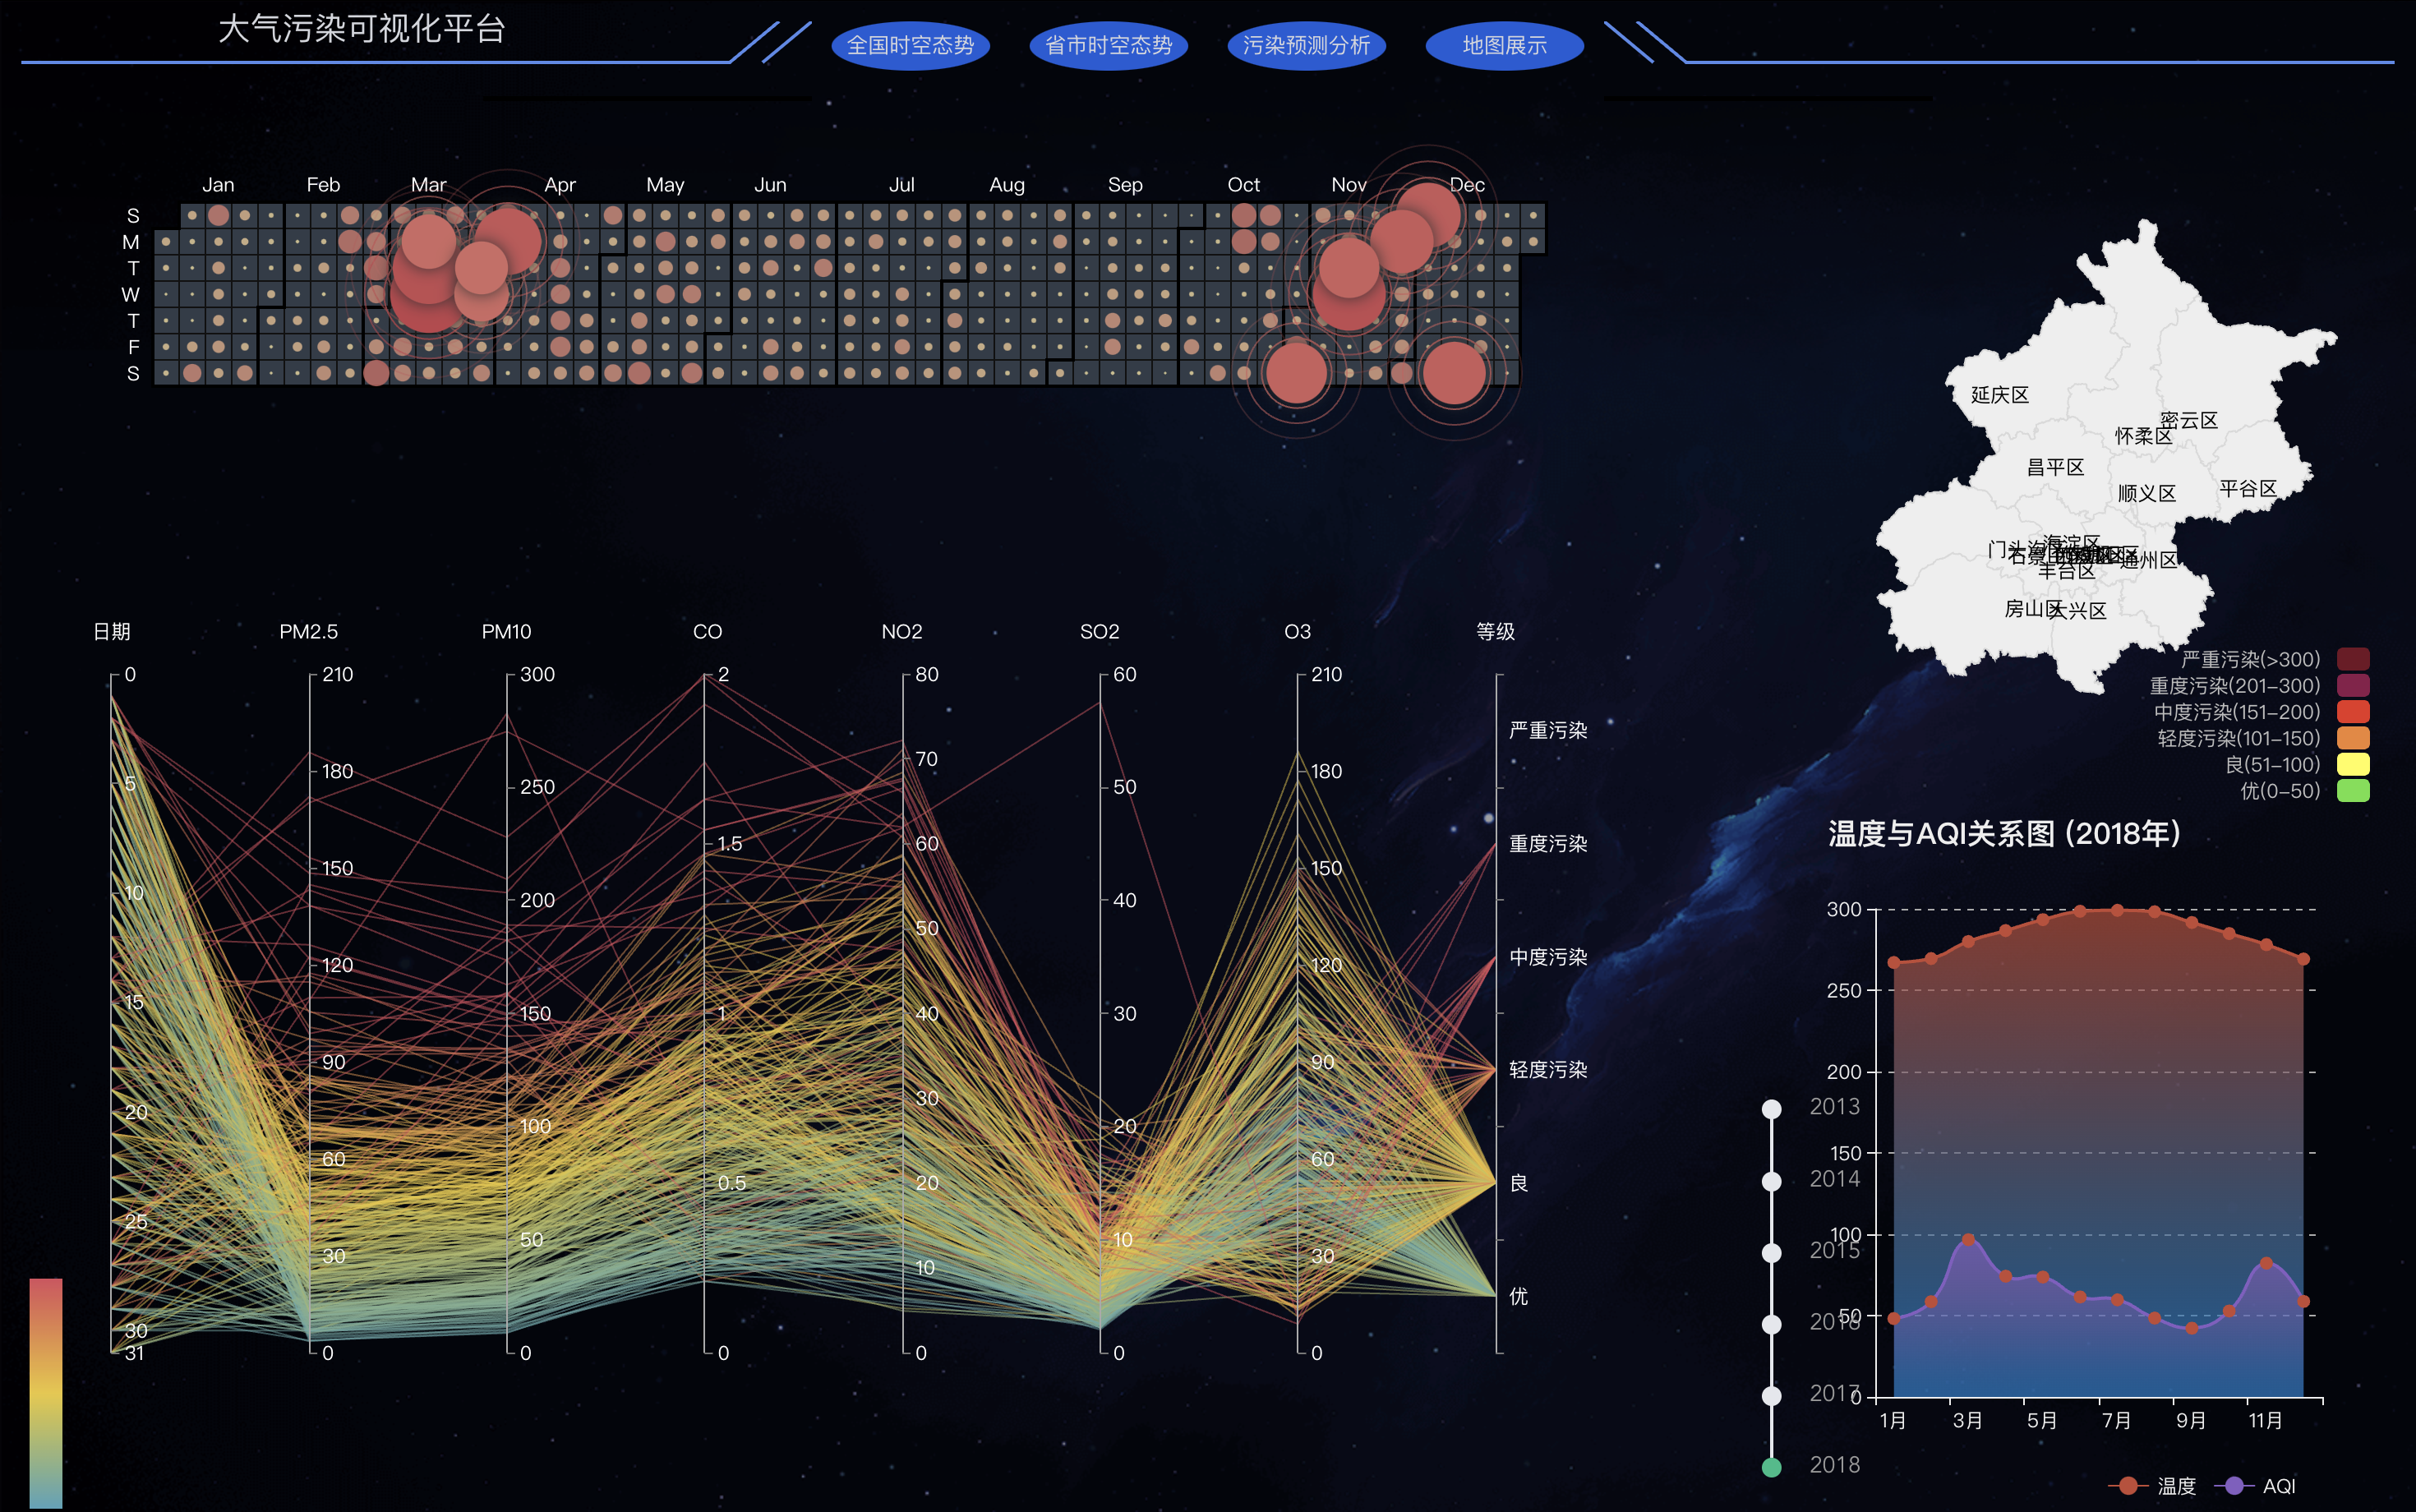 大气污染可视化平台
全国时空态势
省市时空态势
污染预测分析
地图展示
Jan Feb Mar Apr May Jun Jul Aug Sep Oct Nov Dec
S
M
T
W
T
F
S
延庆区
密云区
怀柔区
昌平区
顺义区
平谷区
海淀区
通州区
丰台区
房山区
大兴区
严重污染(>300)
重度污染(201-300)
中度污染(151-200)
轻度污染(101-150)
良(51-100)
优(0-50)
日期 PM2.5 PM10 CO NO2 SO2 O3 等级
0
5
10
15
20
25
30
31
210
180
150
120
90
60
30
0
300
250
200
150
100
50
0
2
1.5
1
0.5
0
80
70
60
50
40
30
20
10
0
60
50
40
30
20
10
0
210
180
150
120
90
60
30
0
严重污染
重度污染
中度污染
轻度污染
良
优
温度与AQI关系图 (2018年)
300
250
200
150
100
50
0
1月 3月 5月 7月 9月 11月
2013
2014
2015
2016
2017
2018
温度 AQI